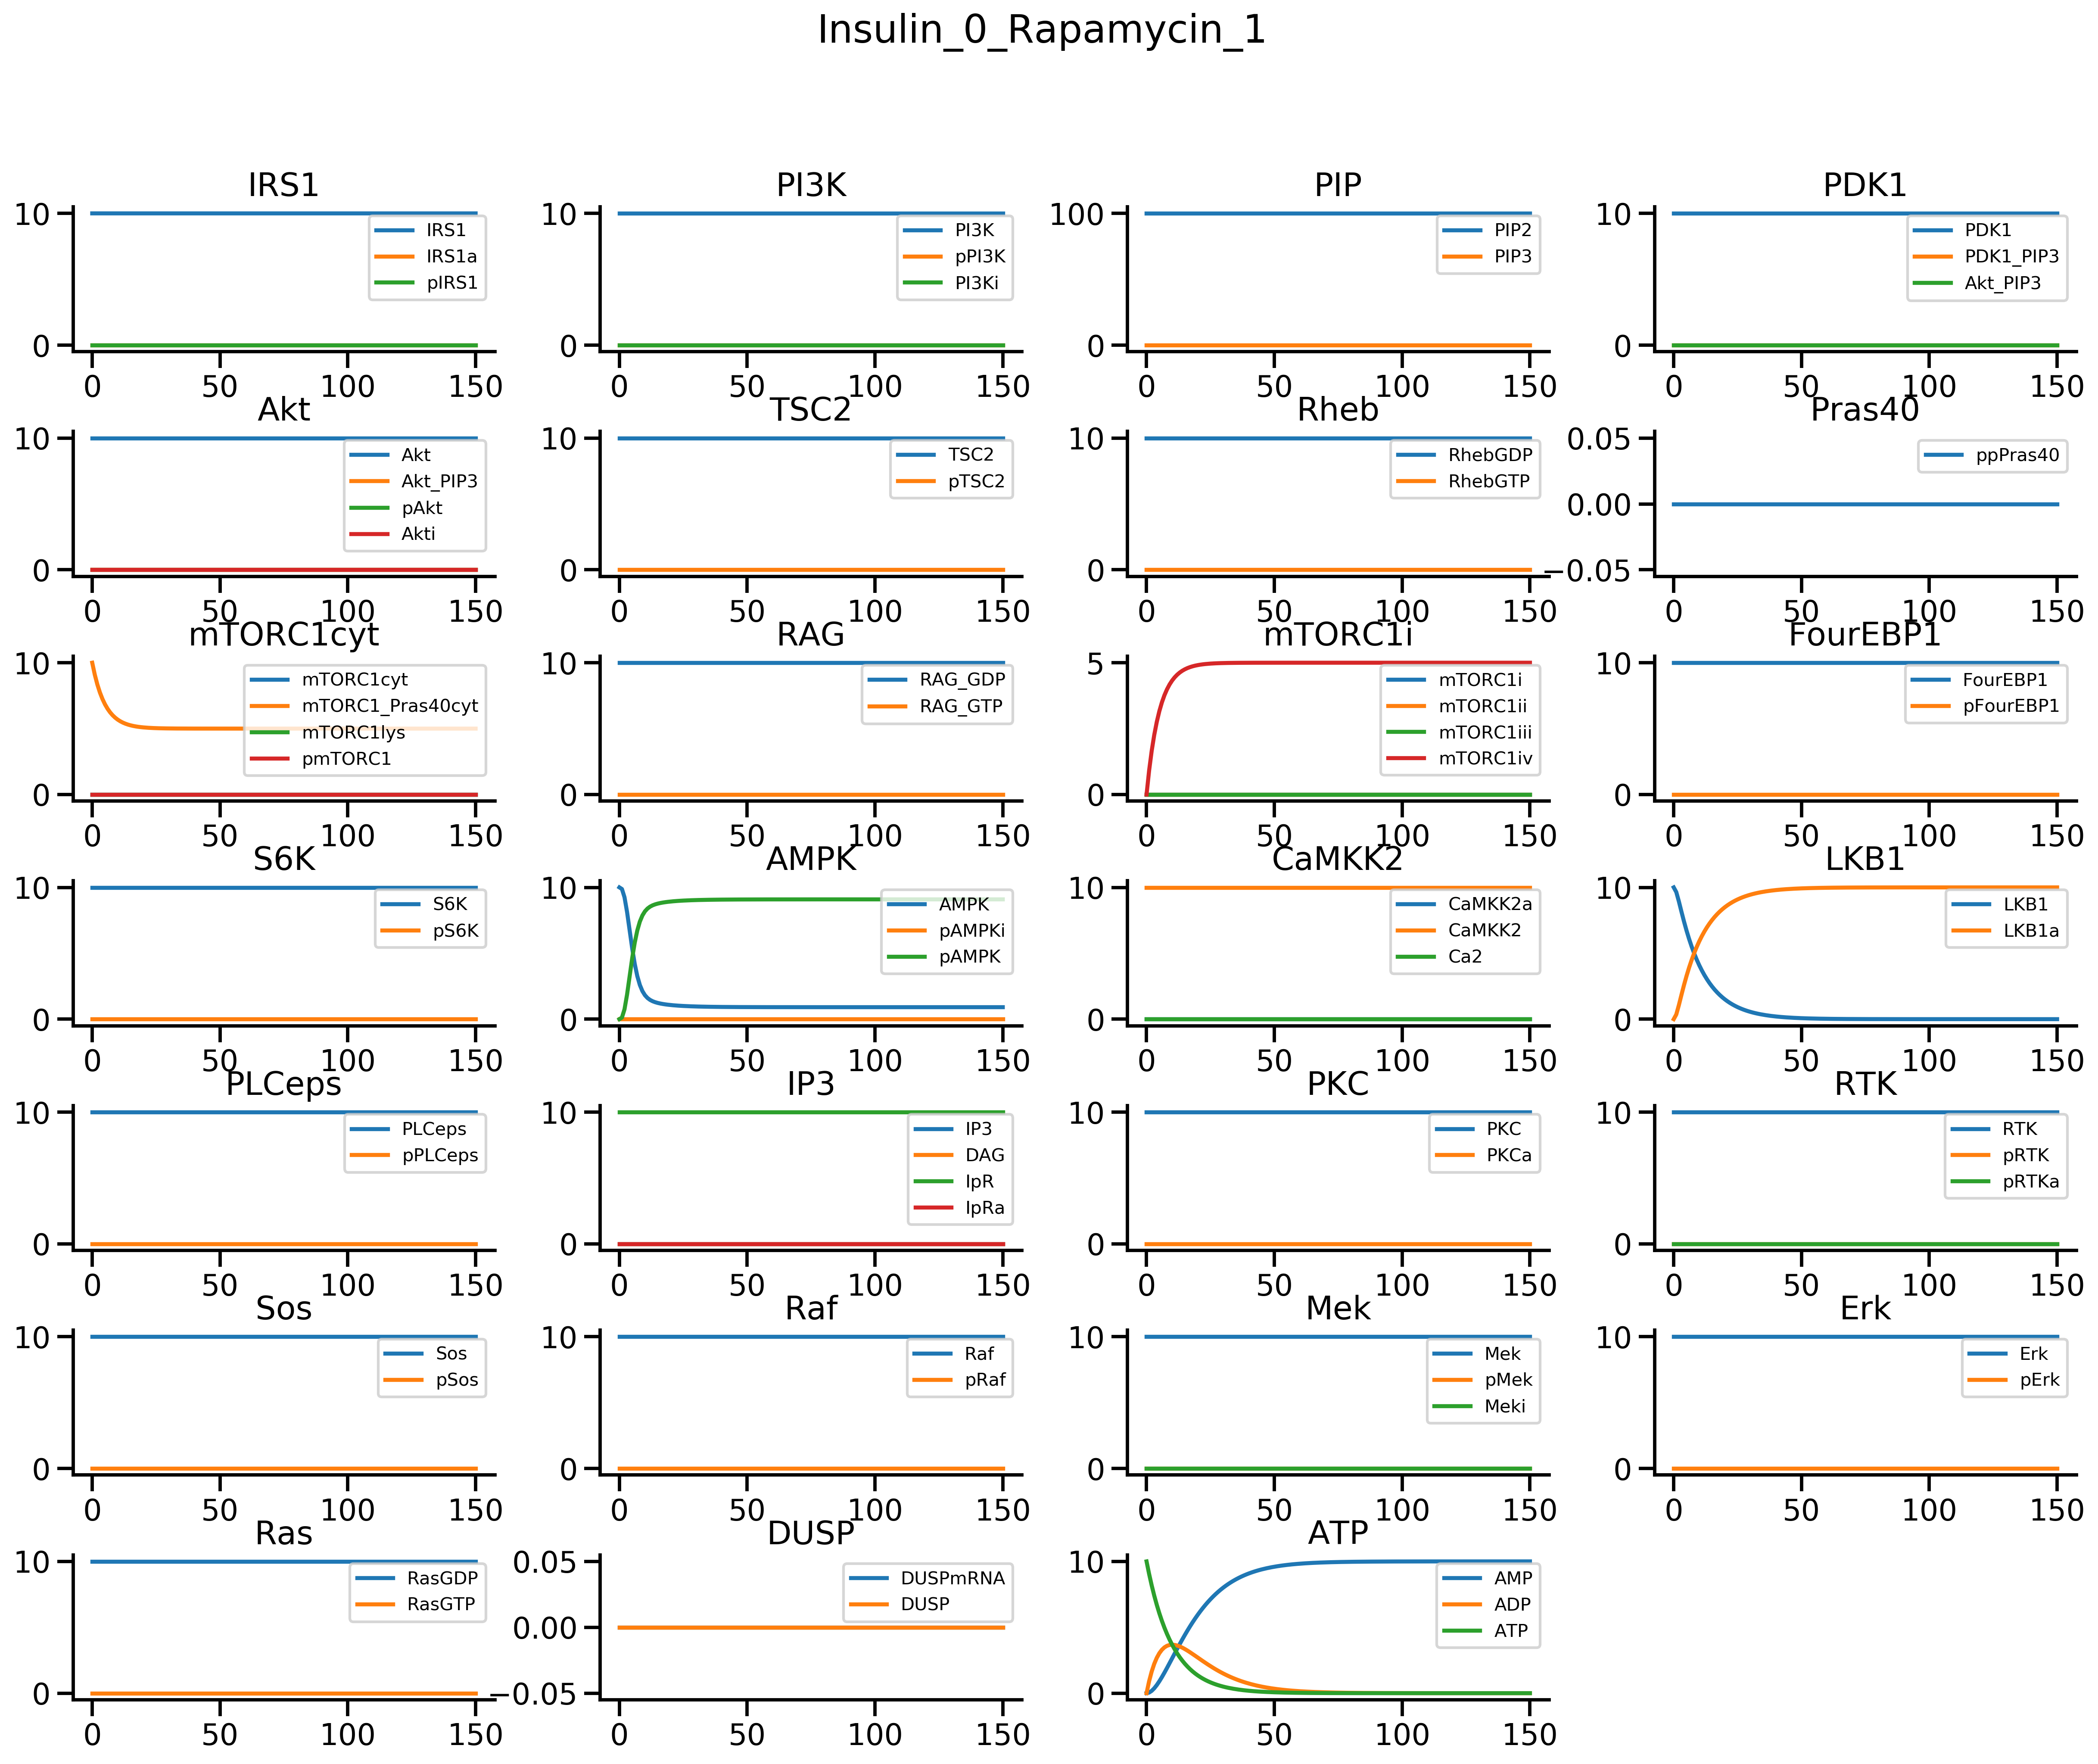 Insulin_0_Rapamycin_1
IRS1
10
0
0
50
100
150
IRS1
IRS1a
pIRS1
PI3K
10
0
0
50
100
150
PI3K
pPI3K
PI3Ki
PIP
100
0
0
50
100
150
PIP2
PIP3
PDK1
10
0
0
50
100
150
PDK1
PDK1_PIP3
Akt_PIP3
Akt
10
0
0
50
100
150
Akt
Akt_PIP3
pAkt
Akti
TSC2
10
0
0
50
100
150
TSC2
pTSC2
Rheb
10
0
0
50
100
150
RhebGDP
RhebGTP
Pras40
0.05
0.00
−0.05
0
50
100
150
ppPras40
mTORC1cyt
10
0
0
50
100
150
mTORC1cyt
mTORC1_Pras40cyt
mTORC1lys
pmTORC1
RAG
10
0
0
50
100
150
RAG_GDP
RAG_GTP
mTORC1i
5
0
0
50
100
150
mTORC1i
mTORC1ii
mTORC1iii
mTORC1iv
FourEBP1
10
0
0
50
100
150
FourEBP1
pFourEBP1
S6K
10
0
0
50
100
150
S6K
pS6K
AMPK
10
0
0
50
100
150
AMPK
pAMPKi
pAMPK
CaMKK2
10
0
0
50
100
150
CaMKK2a
CaMKK2
Ca2
LKB1
10
0
0
50
100
150
LKB1
LKB1a
PLCeps
10
0
0
50
100
150
PLCeps
pPLCeps
IP3
10
0
0
50
100
150
IP3
DAG
IpR
IpRa
PKC
10
0
0
50
100
150
PKC
PKCa
RTK
10
0
0
50
100
150
RTK
pRTK
pRTKa
Sos
10
0
0
50
100
150
Sos
pSos
Raf
10
0
0
50
100
150
Raf
pRaf
Mek
10
0
0
50
100
150
Mek
pMek
Meki
Erk
10
0
0
50
100
150
Erk
pErk
Ras
10
0
0
50
100
150
RasGDP
RasGTP
DUSP
0.05
0.00
−0.05
0
50
100
150
DUSPmRNA
DUSP
ATP
10
0
0
50
100
150
AMP
ADP
ATP